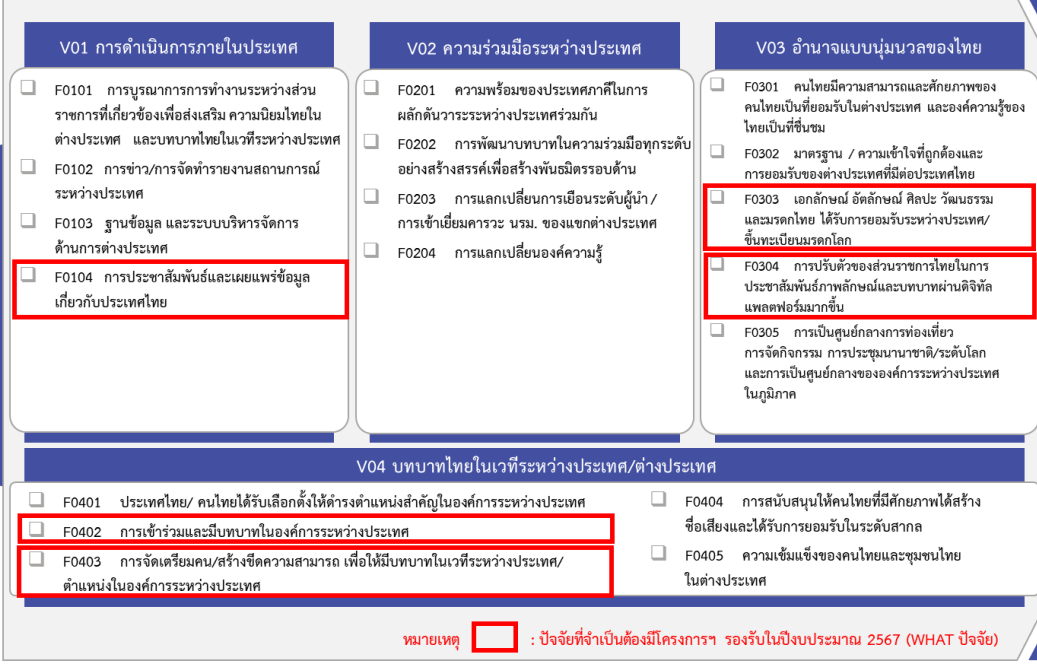 V01 การดำเนินการภายในประเทศ
F0101 การบูรณาการการทำงานระหว่างส่วน
ราชการที่เกี่ยวข้องเพื่อส่งเสริม ความนิยมไทยใน
ต่างประเทศ และบทบาทไทยในเวทีระหว่างประเทศ
F0102 การข่าว/การจัดทำรายงานสถานการณ์
ระหว่างประเทศ
F0103 ฐานข้อมูล และระบบบริหารจัดการ
ด้านการต่างประเทศ
F0104 การประชาสัมพันธ์และเผยแพร่ข้อมูล
เกี่ยวกับประเทศไทย
V02 ความร่วมมือระหว่างประเทศ
F0201 ความพร้อมของประเทศภาคีในการ
ผลักดันวาระระหว่างประเทศร่วมกัน
F0202 การพัฒนาบทบาทในความร่วมมือทุกระดับ
อย่างสร้างสรรค์เพื่อสร้างพันธมิตรรอบด้าน
F0203 การแลกเปลี่ยนการเยือนระดับผู้นำ /
การเข้าเยี่ยมคารวะ นรม. ของแขกต่างประเทศ
F0204 การแลกเปลี่ยนองค์ความรู้
V03 อำนาจแบบนุ่มนวลของไทย
F0301 คนไทยมีความสามารถและศักยภาพของ
คนไทยเป็นที่ยอมรับในต่างประเทศ และองค์ความรู้ของ
ไทยเป็นที่ชื่นชม
F0302 มาตรฐาน / ความเข้าใจที่ถูกต้องและ
การยอมรับของต่างประเทศที่มีต่อประเทศไทย
F0303 เอกลักษณ์ อัตลักษณ์ ศิลปะ วัฒนธรรม
และมรดกไทย ได้รับการยอมรับระหว่างประเทศ/
ขึ้นทะเบียนมรดกโลก
F0304 การปรับตัวของส่วนราชการไทยในการ
ประชาสัมพันธ์ภาพลักษณ์และบทบาทผ่านดิจิทัล
แพลตฟอร์มมากขึ้น
F0305 การเป็นศูนย์กลางการท่องเที่ยว
การจัดกิจกรรม การประชุมนานาชาติ/ระดับโลก
และการเป็นศูนย์กลางขององค์การระหว่างประเทศ
ในภูมิภาค
V04 บทบาทไทยในเวทีระหว่างประเทศ/ต่างประเทศ
F0401 ประเทศไทย/ คนไทยได้รับเลือกตั้งให้ดำรงตำแหน่งสำคัญในองค์การระหว่างประเทศ
F0402 การเข้าร่วมและมีบทบาทในองค์การระหว่างประเทศ
F0403 การจัดเตรียมคน/สร้างขีดความสามารถ เพื่อให้มีบทบาทในเวทีระหว่างประเทศ/
ตำแหน่งในองค์การระหว่างประเทศ
F0404 การสนับสนุนให้คนไทยที่มีศักยภาพได้สร้าง
ชื่อเสียงและได้รับการยอมรับในระดับสากล
F0405 ความเข้มแข็งของคนไทยและชุมชนไทย
ในต่างประเทศ
หมายเหตุ : ปัจจัยที่จำเป็นต้องมีโครงการฯ รองรับในปีงบประมาณ 2567 (WHAT ปัจจัย)